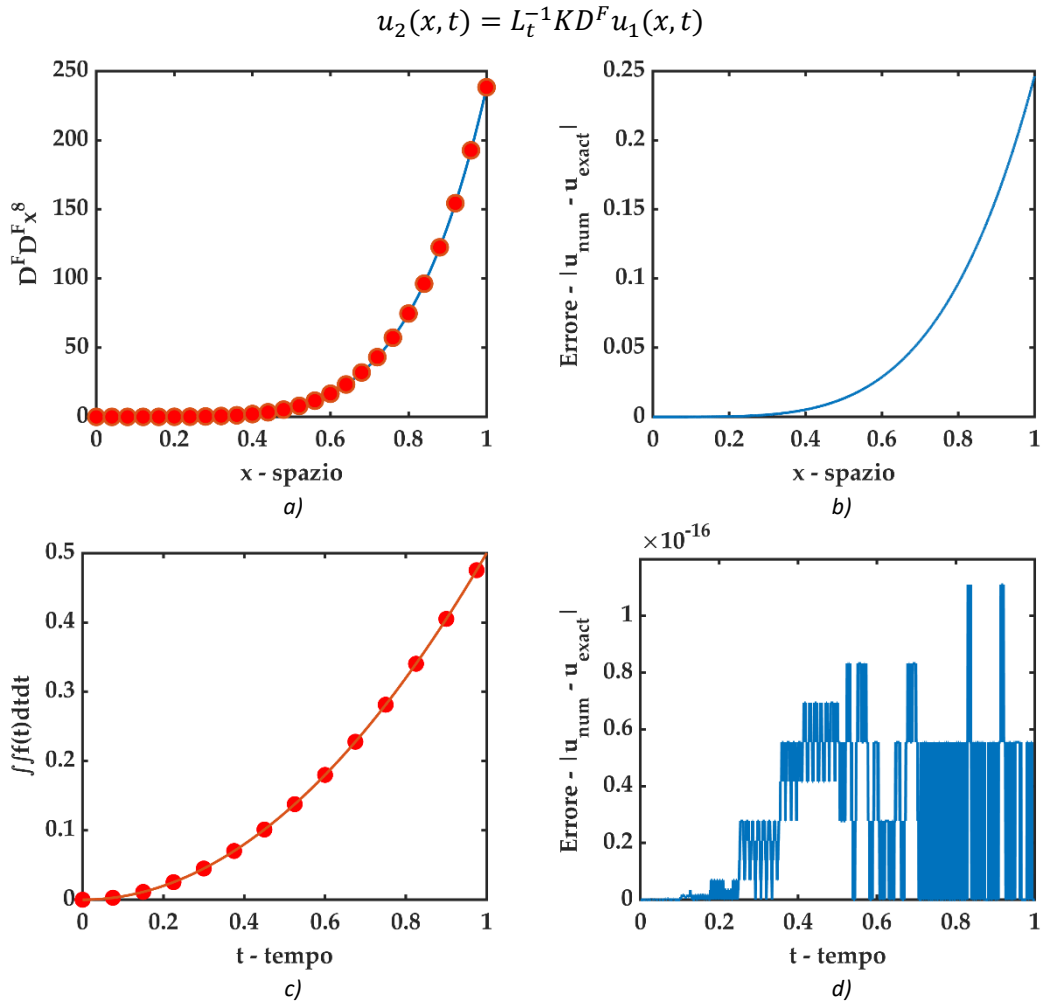 u₂(x, t) = L_t⁻¹KD^F u₁(x, t)
250
200
150
100
50
0
D^F D^F x⁸
0 0.2 0.4 0.6 0.8 1
x - spazio
a)
0.25
0.2
0.15
0.1
0.05
0
Errore - |u_num - u_exact|
0 0.2 0.4 0.6 0.8 1
x - spazio
b)
0.5
0.4
0.3
0.2
0.1
0
∫∫f(t)dtdt
0 0.2 0.4 0.6 0.8 1
t - tempo
c)
×10⁻¹⁶
1
0.8
0.6
0.4
0.2
0
Errore - |u_num - u_exact|
0 0.2 0.4 0.6 0.8 1
t - tempo
d)